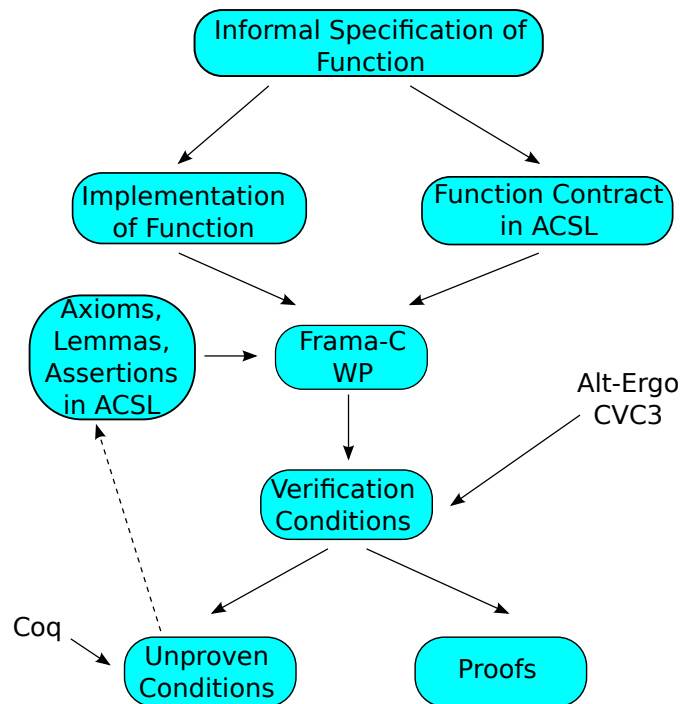 Informal Specification of
Function
Implementation
of Function
Function Contract
in ACSL
Axioms,
Lemmas,
Assertions
in ACSL
Frama-C
WP
Alt-Ergo
CVC3
Verification
Conditions
Coq
Unproven
Conditions
Proofs